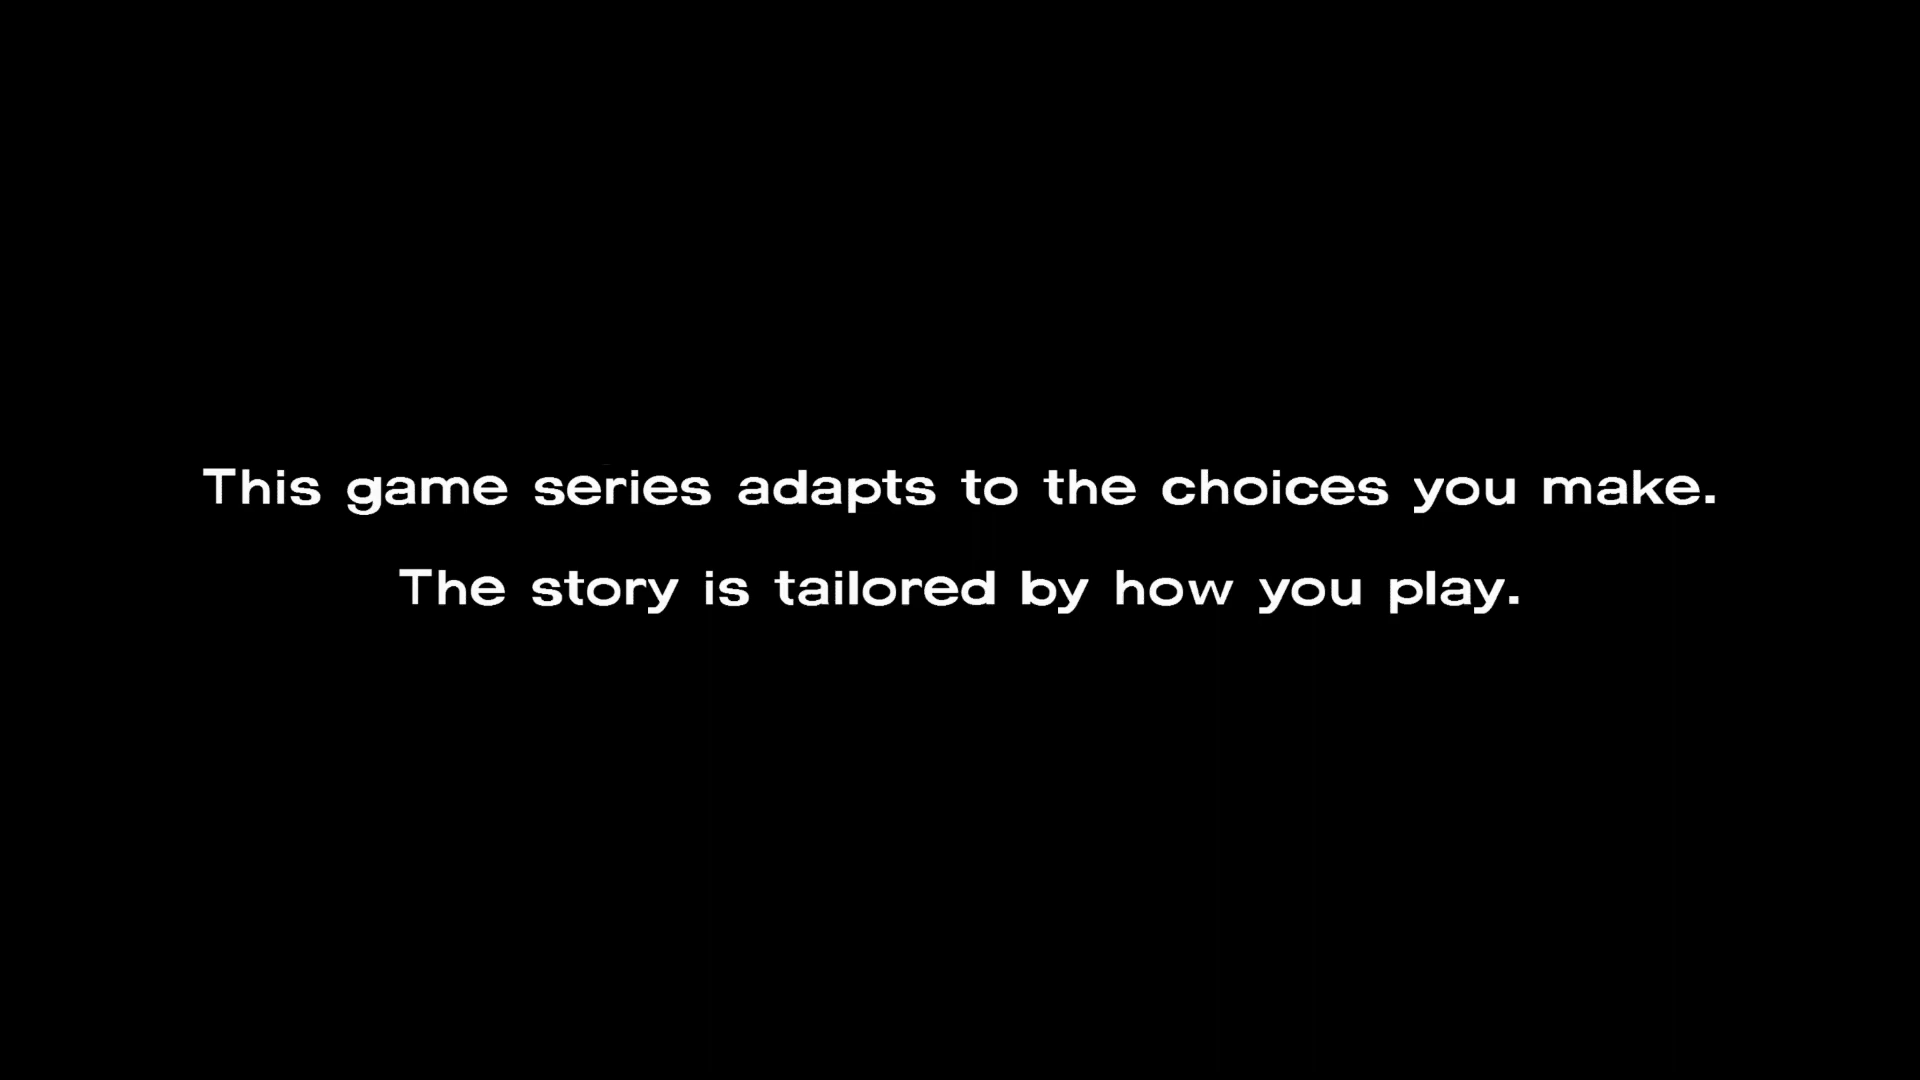 This game series adapts to the choices you make.
The story is tailored by how you play.